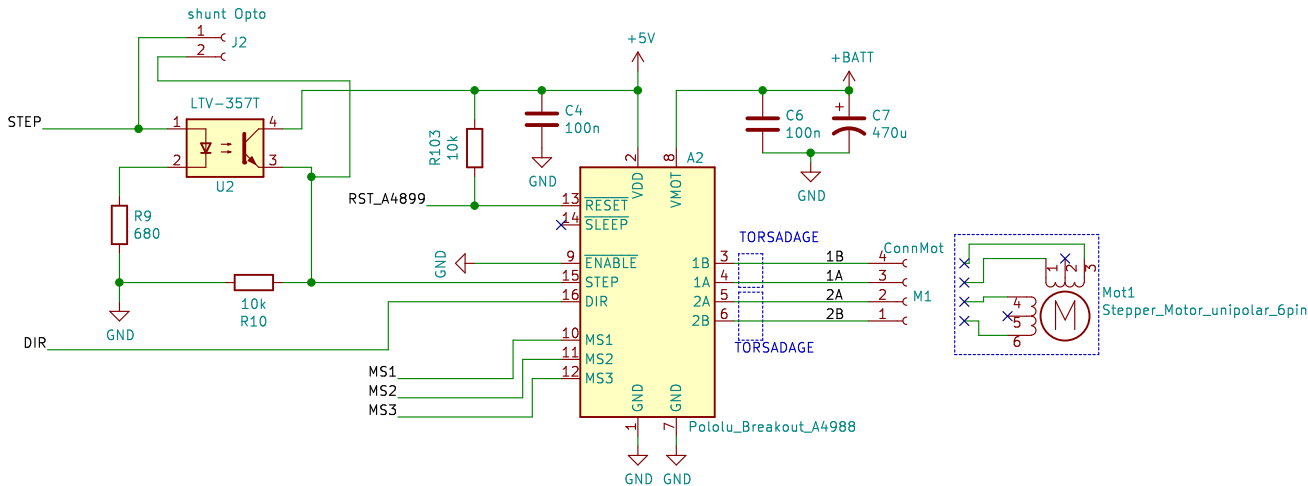 shunt Opto
1
J2
2
+5V
+BATT
LTV-357T
STEP
1
4
2
3
U2
R103
10k
C4
100n
GND
C6
100n
C7
470u
GND
+
2
8
A2
VDD
VMOT
RST_A4899
13
RESET
14
SLEEP
R9
680
GND
9
ENABLE
15
STEP
16
DIR
10k
R10
GND
DIR
10
MS1
11
MS2
12
MS3
MS1
MS2
MS3
1B
3
1A
4
2A
5
2B
6
TORSADAGE
1B
1A
2A
2B
TORSADAGE
ConnMot
4
3
2
M1
1
1
2
3
4
5
6
M
Mot1
Stepper_Motor_unipolar_6pin
GND
GND
1
7
Pololu_Breakout_A4988
GND
GND